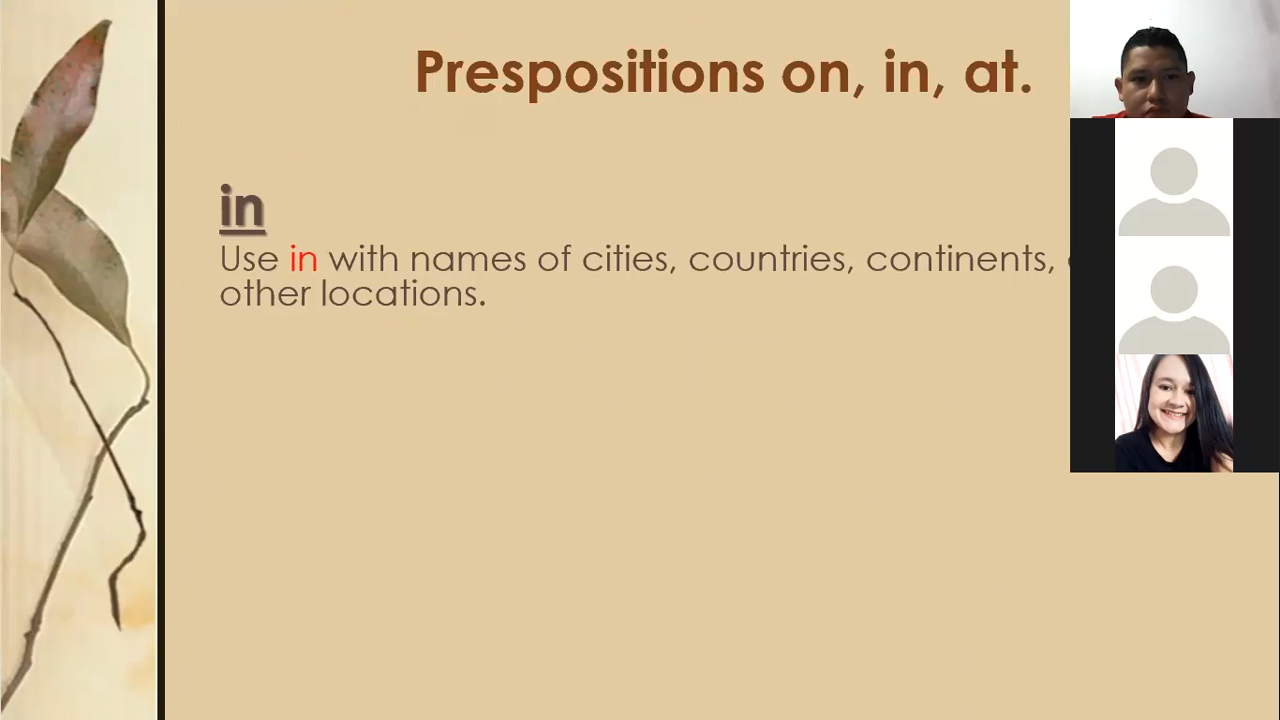 Prespositions on, in, at.
in
Use in with names of cities, countries, continents,
other locations.